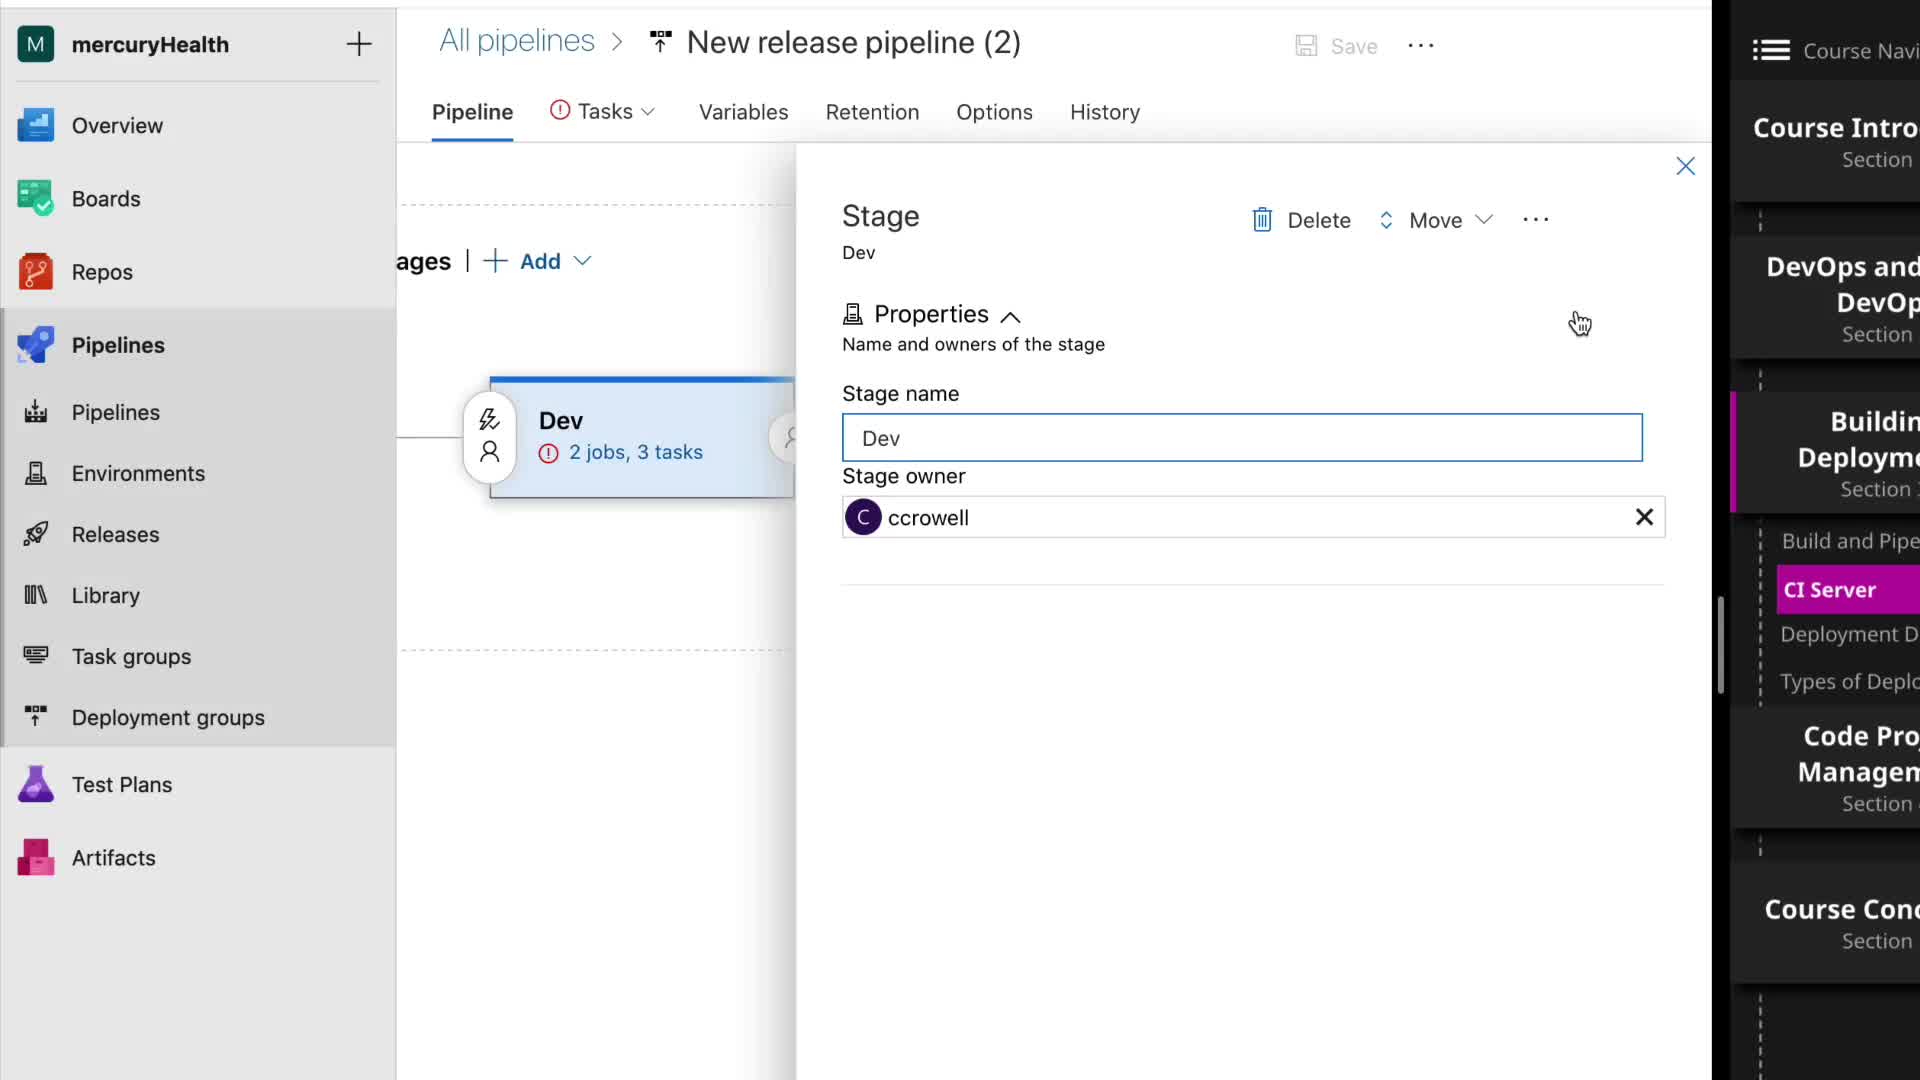 M mercuryHealth
Overview
Boards
Repos
Pipelines
Pipelines
Environments
Releases
Library
Task groups
Deployment groups
Test Plans
Artifacts
All pipelines > New release pipeline (2)
Save
Pipeline Tasks Variables Retention Options History
ages | + Add
Dev
2 jobs, 3 tasks
Stage
Dev
Delete Move
Properties
Name and owners of the stage
Stage name
Dev
Stage owner
C ccrowell
Course Navi
Course Intro
Section
DevOps and
DevOp
Section
Buildin
Deployme
Section
Build and Pipe
CI Server
Deployment D
Types of Deplo
Code Pro
Managem
Section
Course Conc
Section